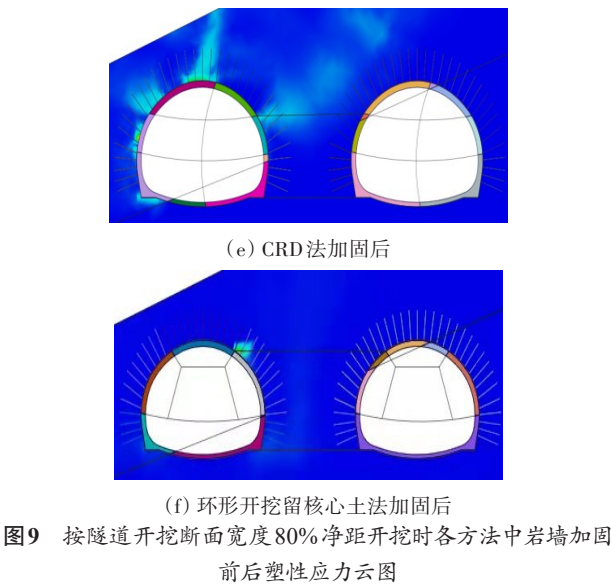 (e) CRD法加固后
(f) 环形开挖留核心土法加固后
图9 按隧道开挖断面宽度80%净距开挖时各方法中岩墙加固
前后塑性应力云图